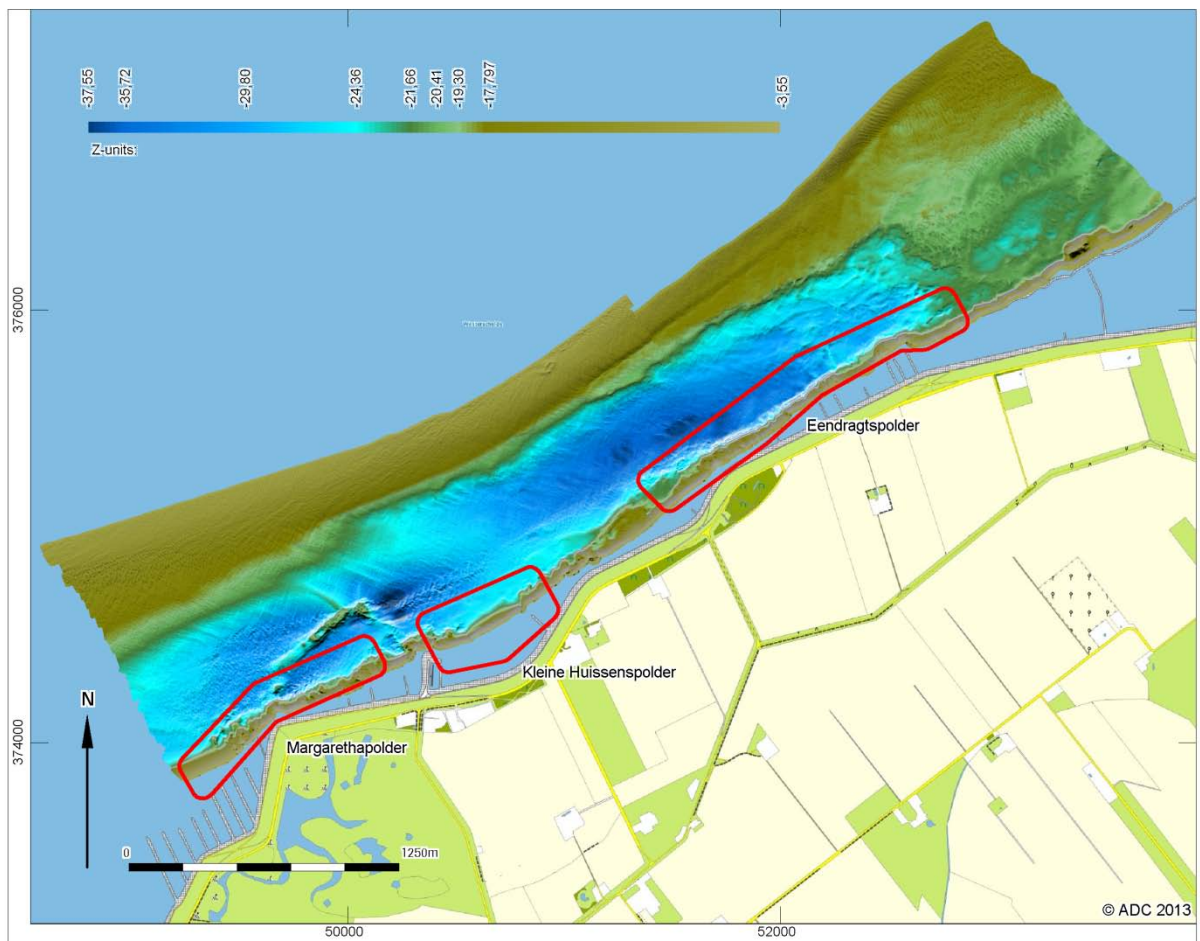 -37,55
-35,72
-29,80
-24,36
-21,66
-20,41
-19,30
-17,797
-3,55
Z-units:
376000
Eendragtspolder
Kleine Huissenspolder
N
374000
Margarethapolder
0
1250m
© ADC 2013
50000
52000